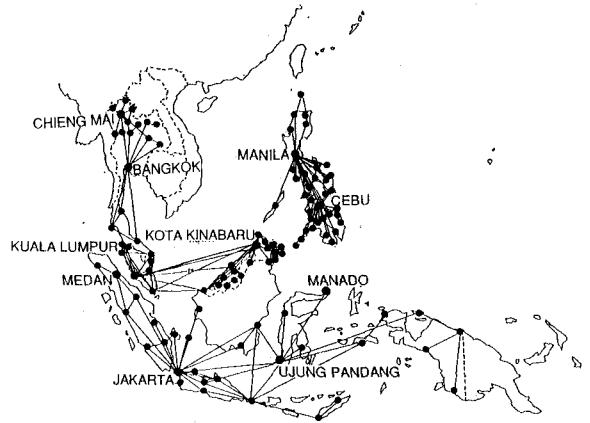 CHIENG MAI
MANILA
BANGKOK
CEBU
KOTA KINABARU
KUALA LUMPUR
MEDAN
MANADO
JAKARTA
UJUNG PANDANG